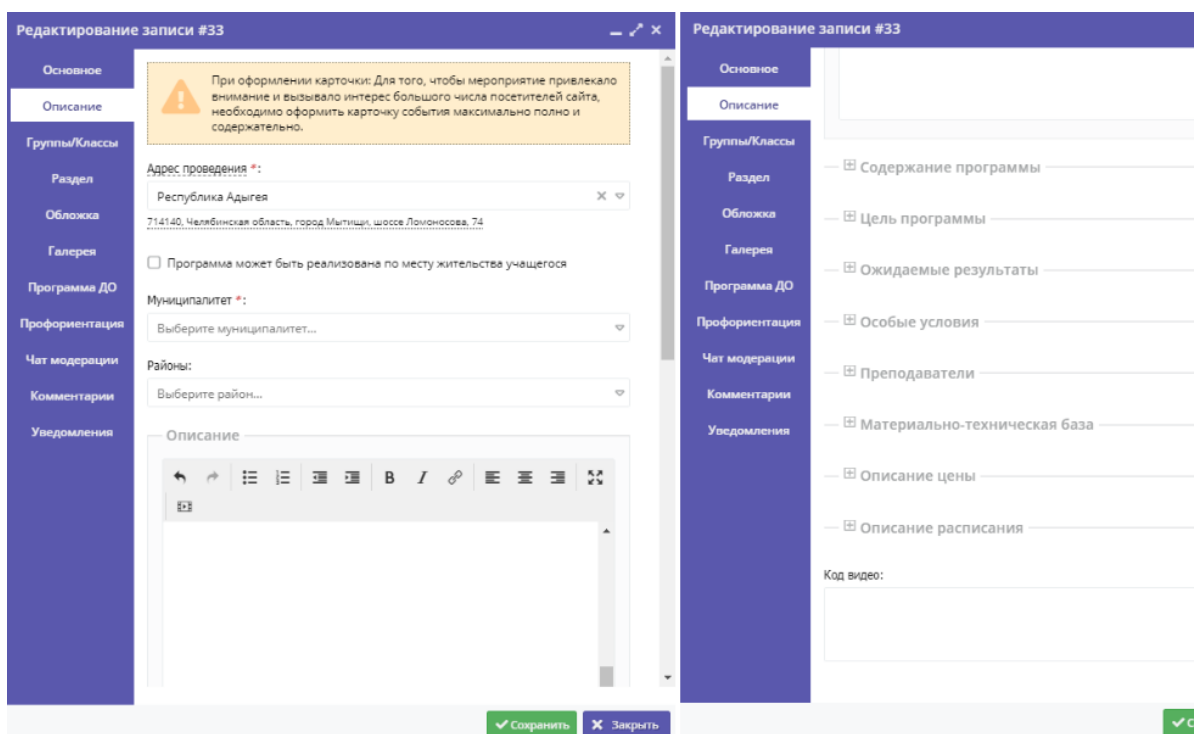 Редактирование записи #33
Основное
Описание
Группы/Классы
Раздел
Обложка
Галерея
Программа ДО
Профориентация
Чат модерации
Комментарии
Уведомления
При оформлении карточки: Для того, чтобы мероприятие привлекало
внимание и вызывало интерес большого числа посетителей сайта,
необходимо оформить карточку события максимально полно и
содержательно.
Адрес проведения *:
Республика Адыгея
714140, Челябинская область, город Мытищи, шоссе Ломоносова, 74
Программа может быть реализована по месту жительства учащегося
Муниципалитет *:
Выберите муниципалитет...
Районы:
Выберите район...
Описание
B I
Сохранить
Закрыть
Редактирование записи #33
Основное
Описание
Группы/Классы
Раздел
Обложка
Галерея
Программа ДО
Профориентация
Чат модерации
Комментарии
Уведомления
Содержание программы
Цель программы
Ожидаемые результаты
Особые условия
Преподаватели
Материально-техническая база
Описание цены
Описание расписания
Код видео:
С